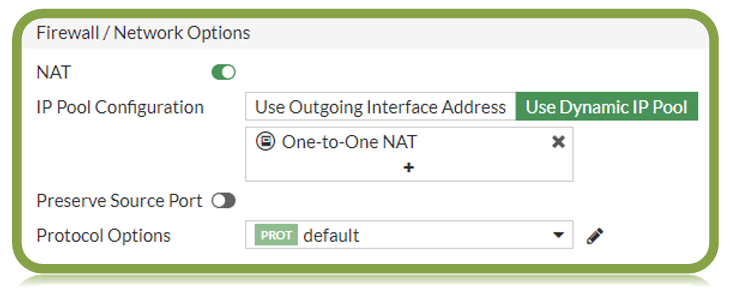 Firewall / Network Options
NAT
IP Pool Configuration Use Outgoing Interface Address Use Dynamic IP Pool
One-to-One NAT
+
Preserve Source Port
Protocol Options PROT default